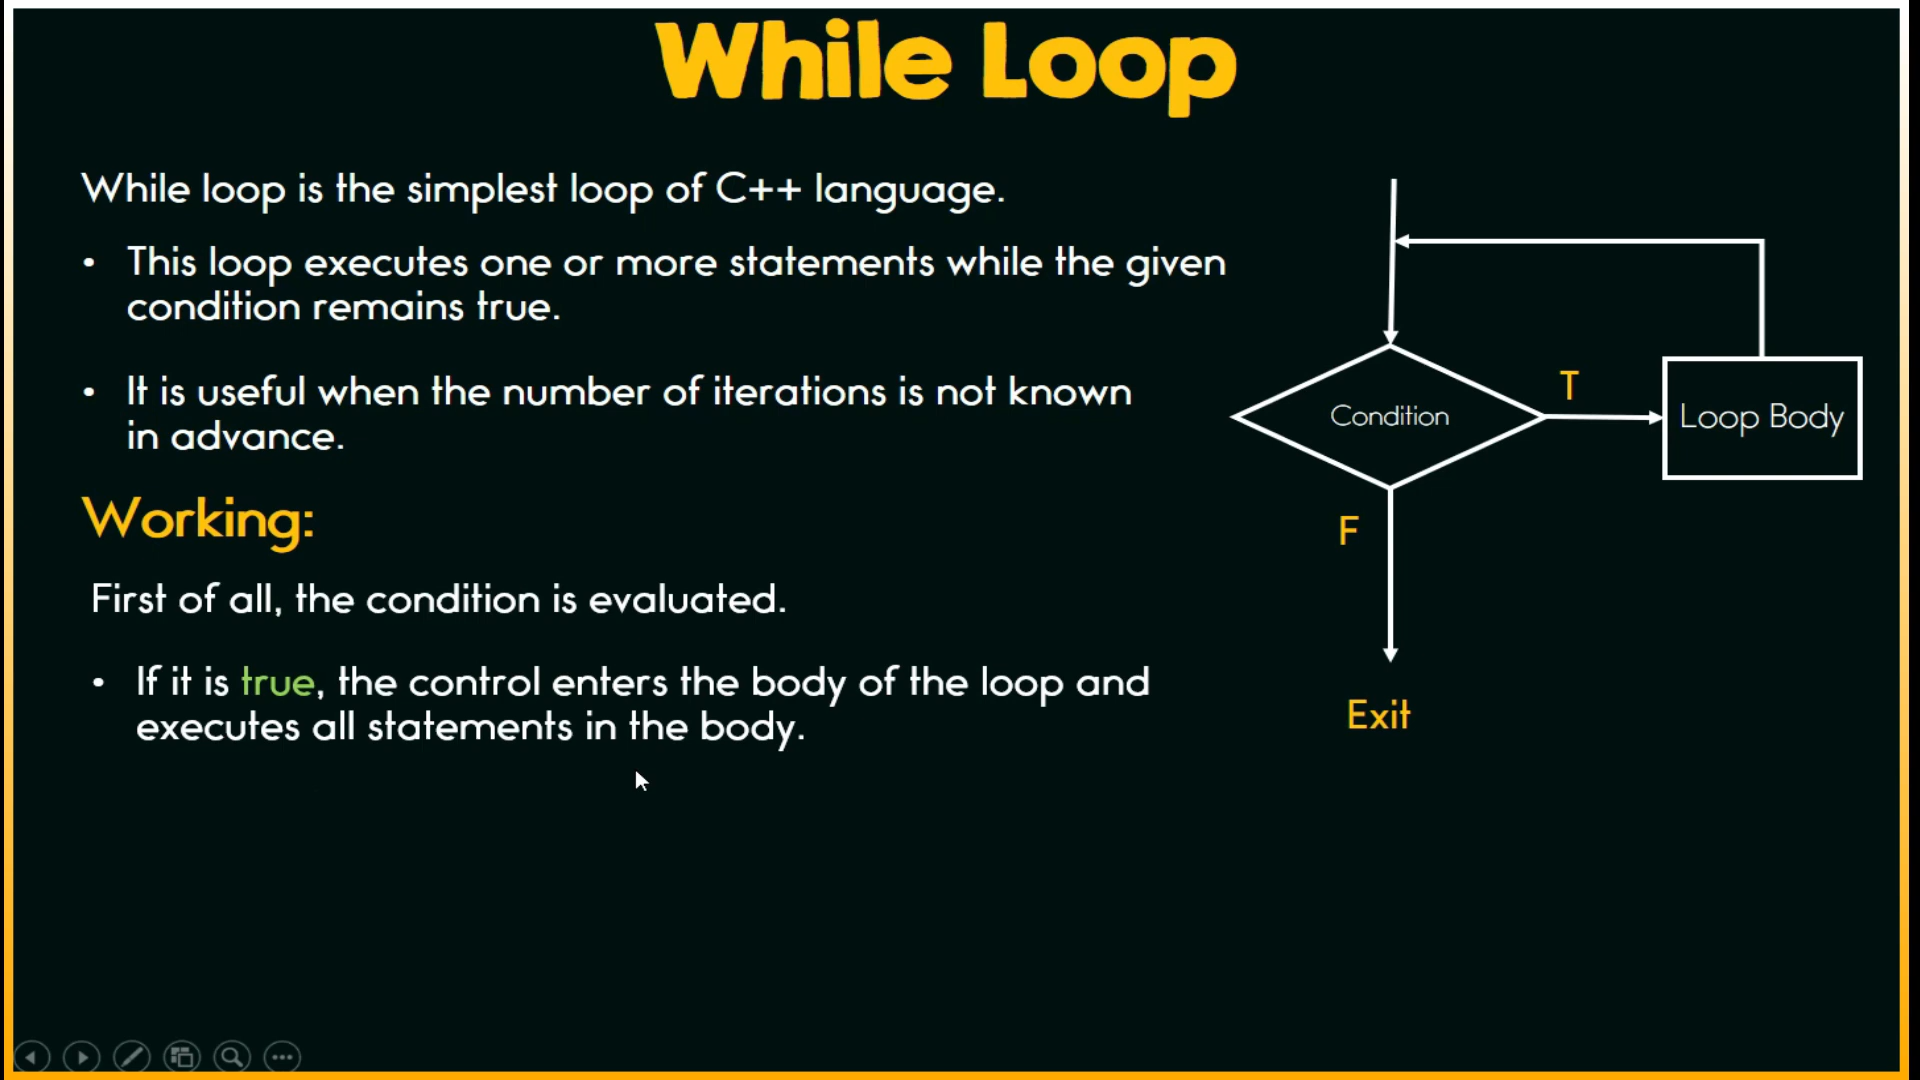 While Loop
While loop is the simplest loop of C++ language.
• This loop executes one or more statements while the given
condition remains true.
• It is useful when the number of iterations is not known
in advance.
Working:
First of all, the condition is evaluated.
• If it is true, the control enters the body of the loop and
executes all statements in the body.
Condition
T
Loop Body
F
Exit